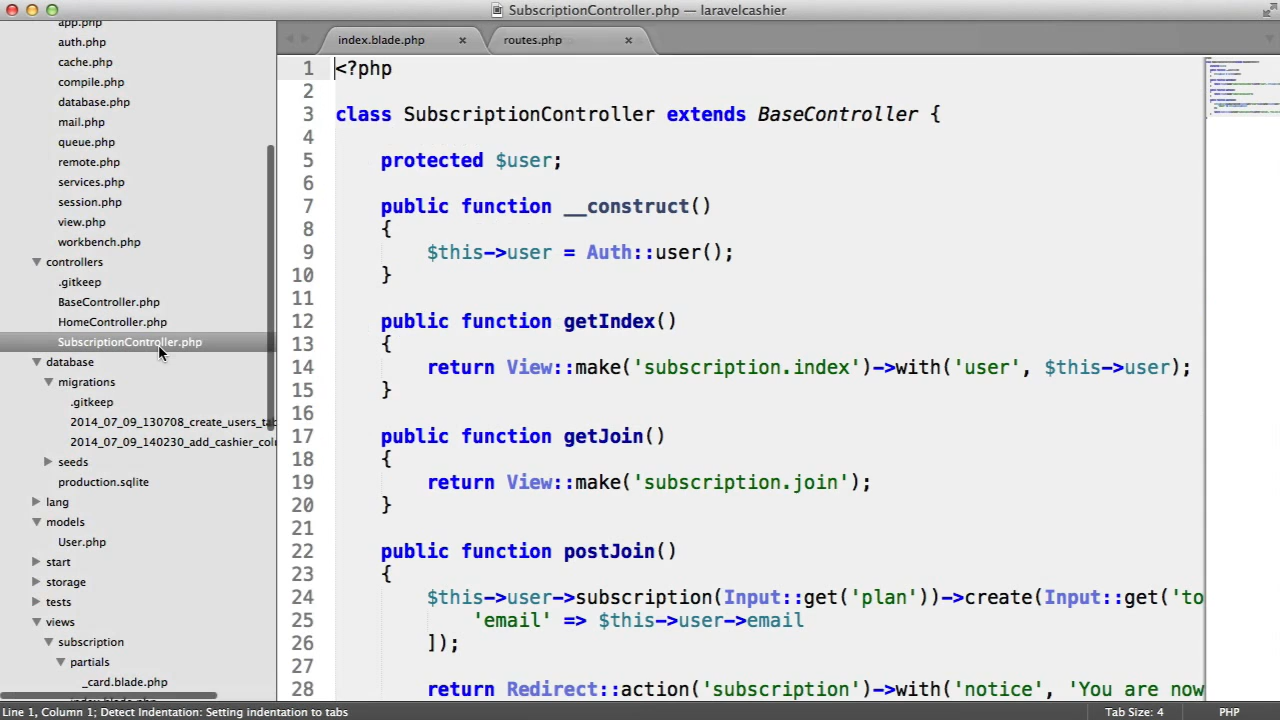 SubscriptionController.php — laravelcashier
app.php
auth.php
cache.php
compile.php
database.php
mail.php
queue.php
remote.php
services.php
session.php
view.php
workbench.php
controllers
.gitkeep
BaseController.php
HomeController.php
SubscriptionController.php
database
migrations
.gitkeep
2014_07_09_130708_create_users_tab
2014_07_09_140230_add_cashier_colu
seeds
production.sqlite
lang
models
User.php
start
storage
tests
views
subscription
partials
_card.blade.php
index.blade.php
index.blade.php × routes.php ×
1 <?php
2
3 class SubscriptionController extends BaseController {
4
5 protected $user;
6
7 public function __construct()
8 {
9 $this->user = Auth::user();
10 }
11
12 public function getIndex()
13 {
14 return View::make('subscription.index')->with('user', $this->user);
15 }
16
17 public function getJoin()
18 {
19 return View::make('subscription.join');
20 }
21
22 public function postJoin()
23 {
24 $this->user->subscription(Input::get('plan'))->create(Input::get('to
25 'email' => $this->user->email
26 ]);
27
28 return Redirect::action('subscription')->with('notice', 'You are now
Line 1, Column 1; Detect Indentation: Setting indentation to tabs
Tab Size: 4
PHP